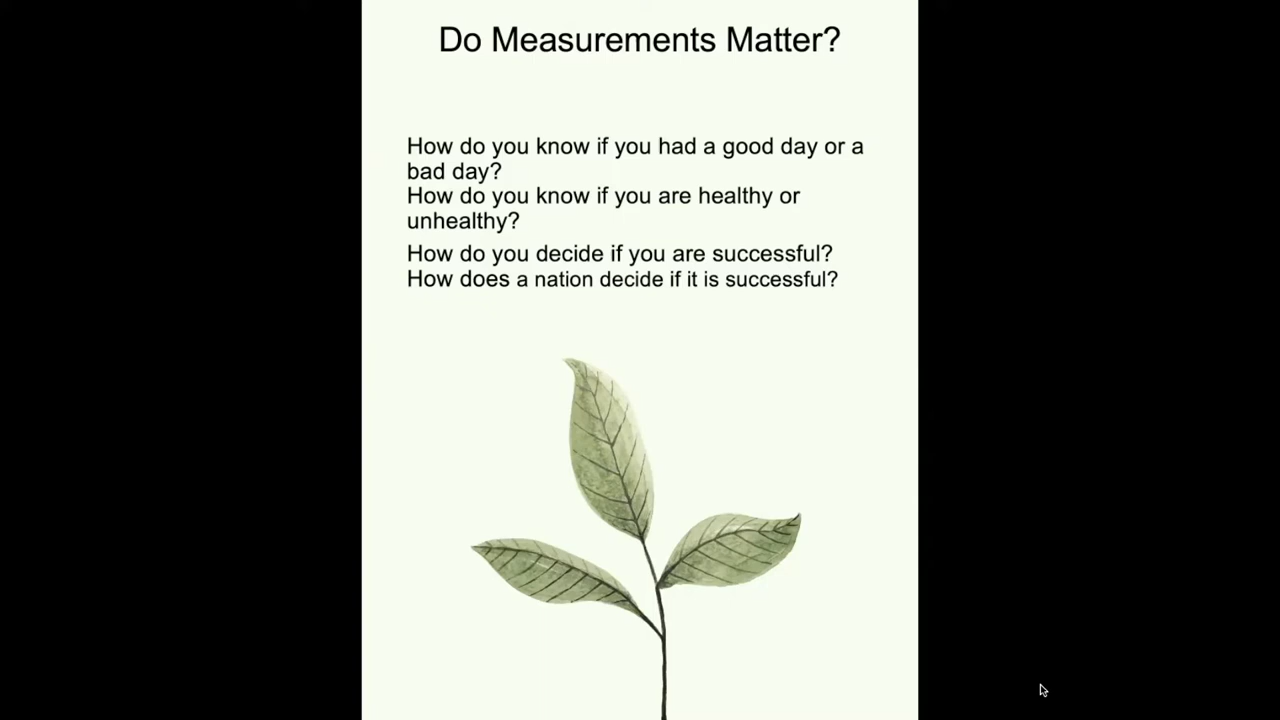 Do Measurements Matter?
How do you know if you had a good day or a
bad day?
How do you know if you are healthy or
unhealthy?
How do you decide if you are successful?
How does a nation decide if it is successful?